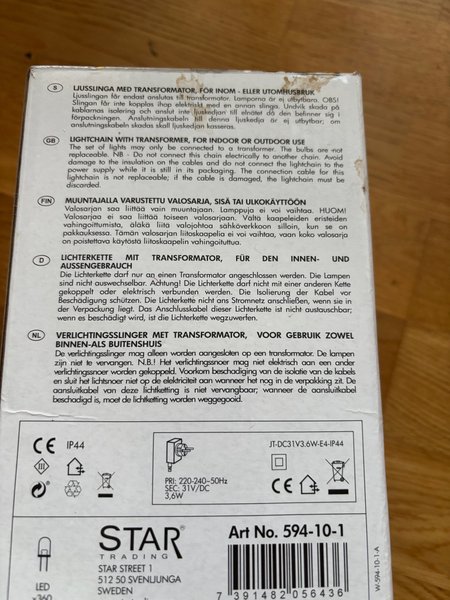 S
LJUSSLINGA MED TRANSFORMATOR, FÖR INOM - ELLER UTOMHUSBRUK
Ljusslingan får endast anslutas till transformator. Lamporna är ej utbytbara. OBS!
Slingan får inte kopplas ihop elektriskt med en annan slinga. Undvik skada på
kablarnas isolering och anslut inte ljuskedjan till elnätet då den befinner sig i
förpackningen. Anslutningskabeln till denna ljuskedja är ej utbytbar; om
anslutningskabeln skadas skall ljuskedjan kasseras.
GB
LIGHTCHAIN WITH TRANSFORMER, FOR INDOOR OR OUTDOOR USE
The set of lights may only be connected to a transformer. The bulbs are not
replaceable. NB - Do not connect this chain electrically to another chain. Avoid
damage to the insulation on the cables and do not connect the lightchain to the
power supply while it is still in its packaging. The connection cable for this
lightchain is not replaceable; if the cable is damaged, the lightchain must be
discarded.
FIN
MUUNTAJALLA VARUSTETTU VALOSARJA, SISÄ TAI ULKOKÄYTTÖÖN
Valosarjan saa liittää vain muuntajaan. Lamppuja ei voi vaihtaa. HUOM!
Valosarjaa ei saa liittää toiseen valosarjaan. Vältä kaapeleiden eristeiden
vahingoittumista, äläkä liitä valojohtoa sähköverkkoon silloin, kun se on
pakkauksessa. Tämän valosarjan liitoskaapelia ei voi vaihtaa, vaan koko valosarja
on poistettava käytöstä liitoskaapelin vahingoituttua.
D
LICHTERKETTE MIT TRANSFORMATOR, FÜR DEN INNEN- UND
AUSSENGEBRAUCH
Die Lichterkette darf nur an einen Transformator angeschlossen werden. Die Lampen
sind nicht auswechselbar. Achtung! Die Lichterkette darf nicht mit einer anderen Kette
gekoppelt oder elektrisch verbunden werden. Die Isolierung der Kabel vor
Beschädigung schützen. Die Lichterkette nicht ans Stromnetz anschließen, wenn sie in
der Verpackung liegt. Das Anschlusskabel dieser Lichterkette ist nicht austauschbar;
wenn es beschädigt ist, die Lichterkette wegzuwerfen.
NL
VERLICHTINGSSLINGER MET TRANSFORMATOR, VOOR GEBRUIK ZOWEL
BINNEN-ALS BUITENSHUIS
De verlichtingsslinger mag alleen worden aangesloten op een transformator. De lampen
zijn niet te vervangen. N.B.! Het verlichtingssnoer mag niet elektrisch aan een ander
verlichtingssnoer worden gekoppeld. Voorkom beschadiging van de isolatie van de kabels
en sluit het lichtsnoer niet op de elektriciteit aan wanneer het nog in de verpakking zit. De
aansluitkabel van deze lichtketting is niet vervangbaar; wanneer de aansluitkabel
beschadigd is, moet de lichtketting worden weggegooid.
CE IP44
III
PRI: 220-240~50Hz
SEC: 31V/DC
3,6W
JT-DC31V3.6W-E4-IP44
CE
LED
x360
STAR
TRADING
STAR STREET 1
512 50 SVENLJUNGA
SWEDEN
Art No. 594-10-1
7 391482 056436
W-594-10-1-A